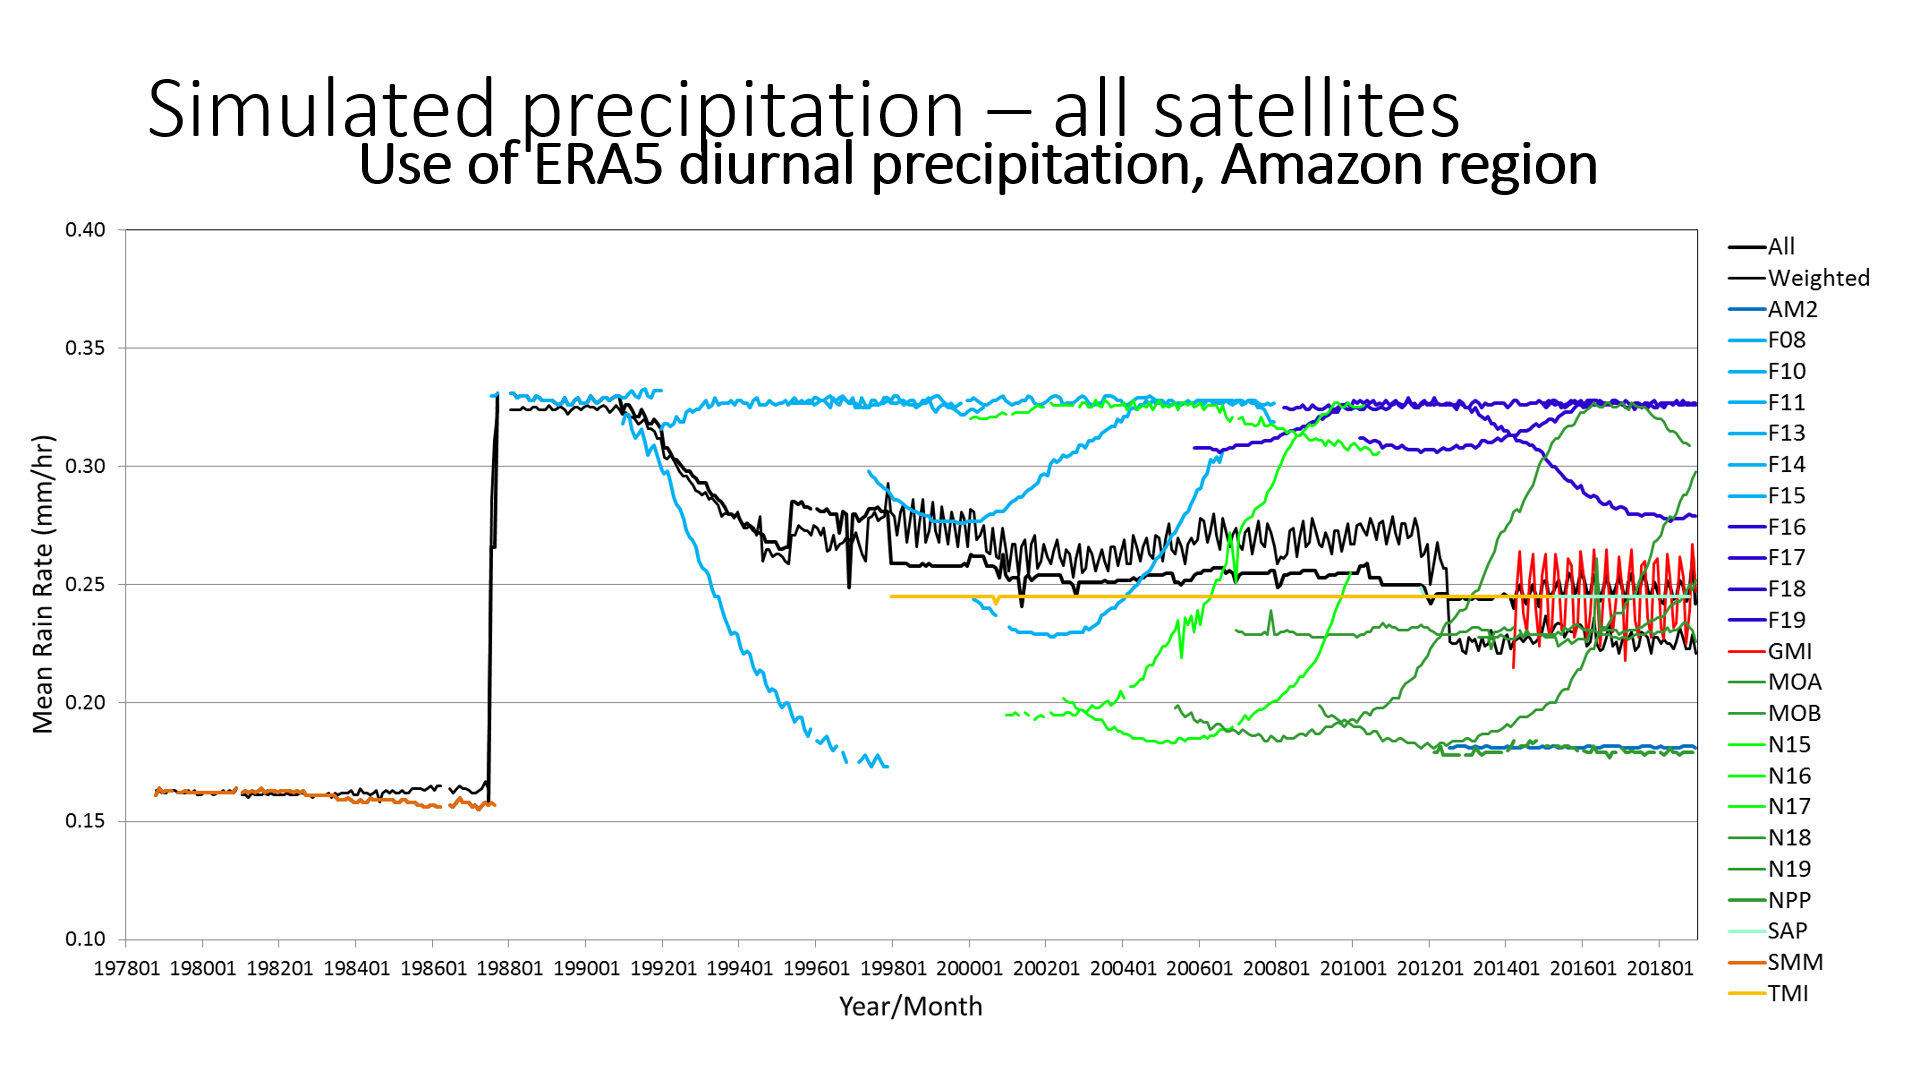 Simulated precipitation – all satellites
Use of ERA5 diurnal precipitation, Amazon region
0.40
0.35
0.30
0.25
0.20
0.15
0.10
Mean Rain Rate (mm/hr)
197801 198001 198201 198401 198601 198801 199001 199201 199401 199601 199801 200001 200201 200401 200601 200801 201001 201201 201401 201601 201801
Year/Month
All
Weighted
AM2
F08
F10
F11
F13
F14
F15
F16
F17
F18
F19
GMI
MOA
MOB
N15
N16
N17
N18
N19
NPP
SAP
SMM
TMI